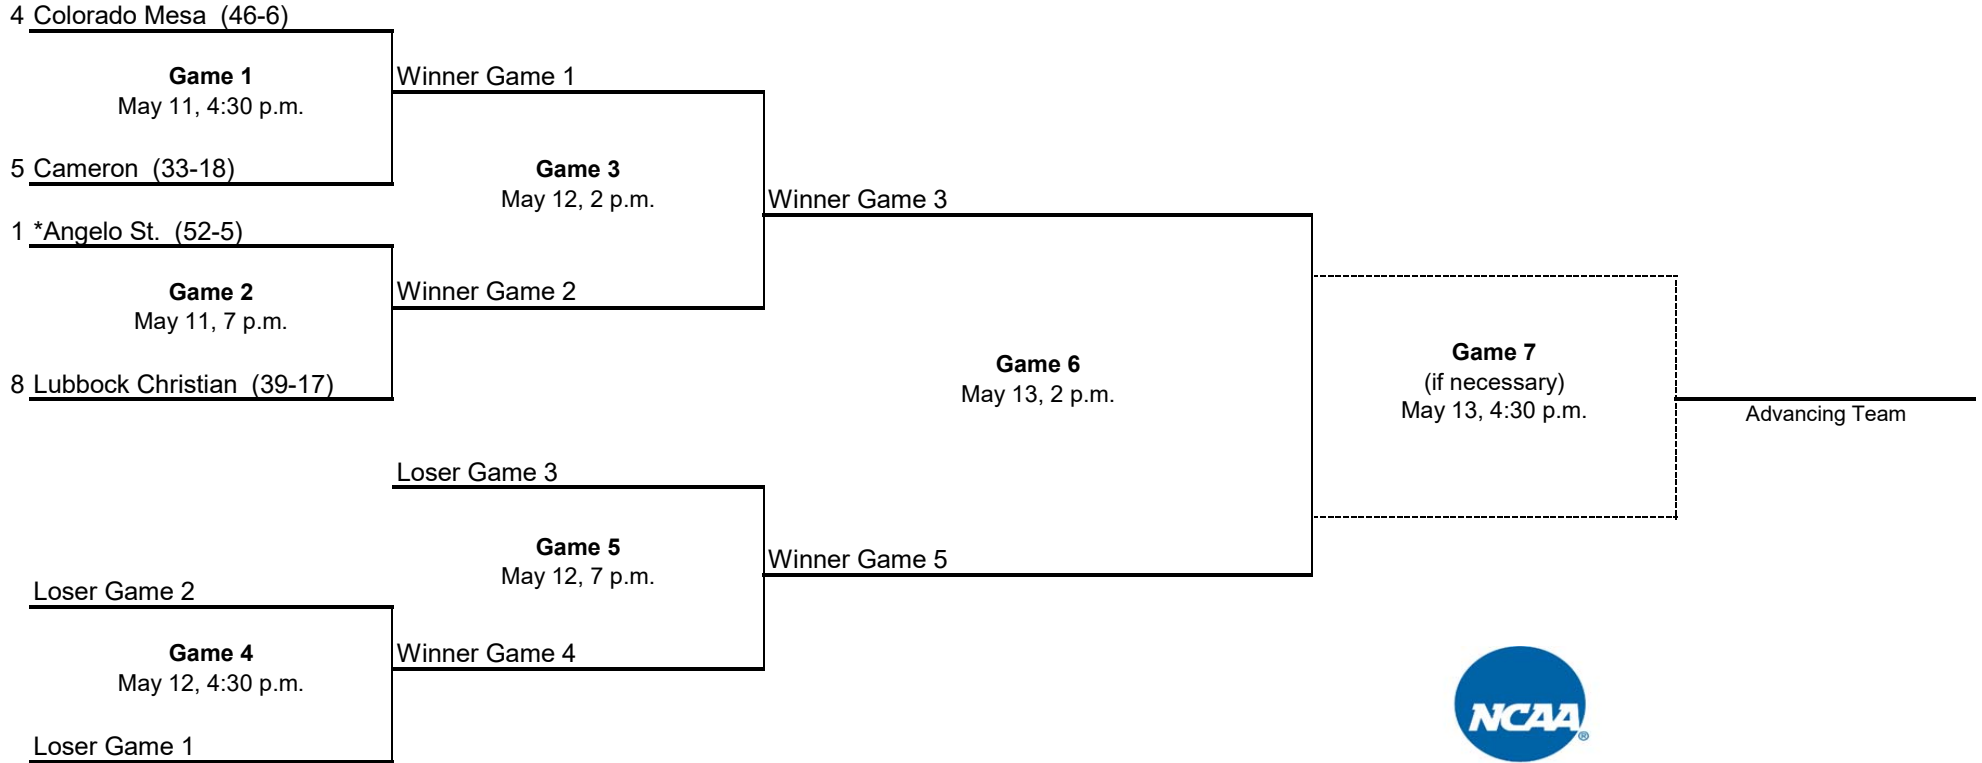 4 Colorado Mesa (46-6)
Game 1
May 11, 4:30 p.m.
Winner Game 1
5 Cameron (33-18)
Game 3
May 12, 2 p.m.
Winner Game 3
1 *Angelo St. (52-5)
Game 2
May 11, 7 p.m.
Winner Game 2
8 Lubbock Christian (39-17)
Game 6
May 13, 2 p.m.
Game 7
(if necessary)
May 13, 4:30 p.m.
Advancing Team
Loser Game 3
Game 5
May 12, 7 p.m.
Winner Game 5
Loser Game 2
Game 4
May 12, 4:30 p.m.
Winner Game 4
Loser Game 1
NCAA®